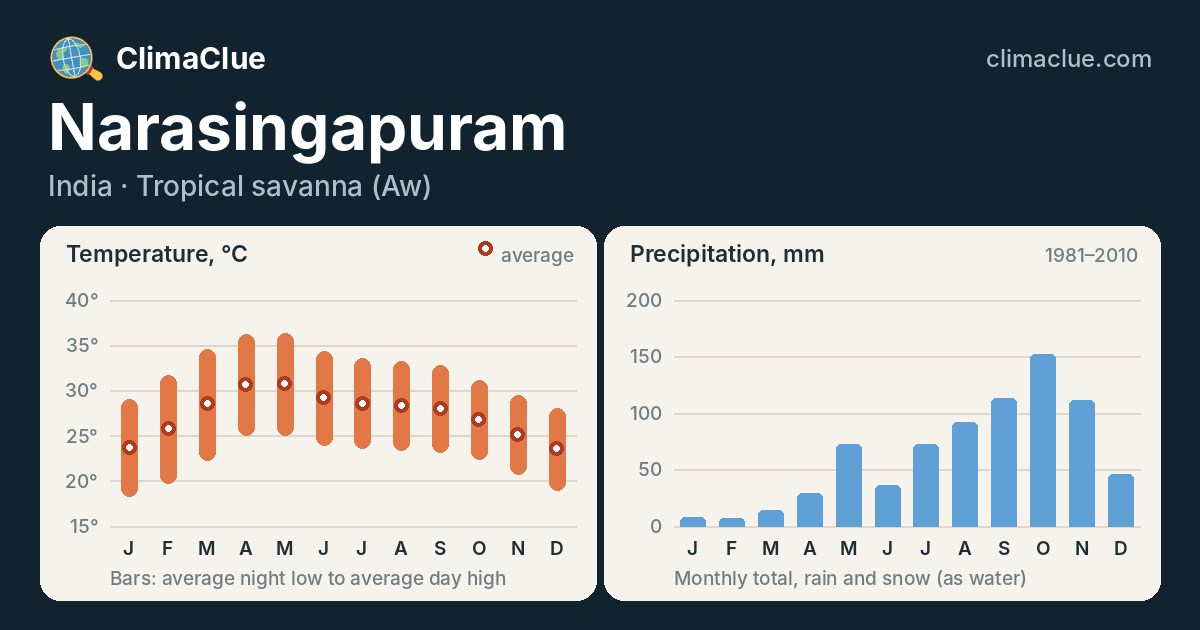 ClimaClue
climaclue.com
Narasingapuram
India · Tropical savanna (Aw)
Temperature, °C
average
40°
35°
30°
25°
20°
15°
J F M A M J J A S O N D
Bars: average night low to average day high
Precipitation, mm
1981–2010
200
150
100
50
0
J F M A M J J A S O N D
Monthly total, rain and snow (as water)